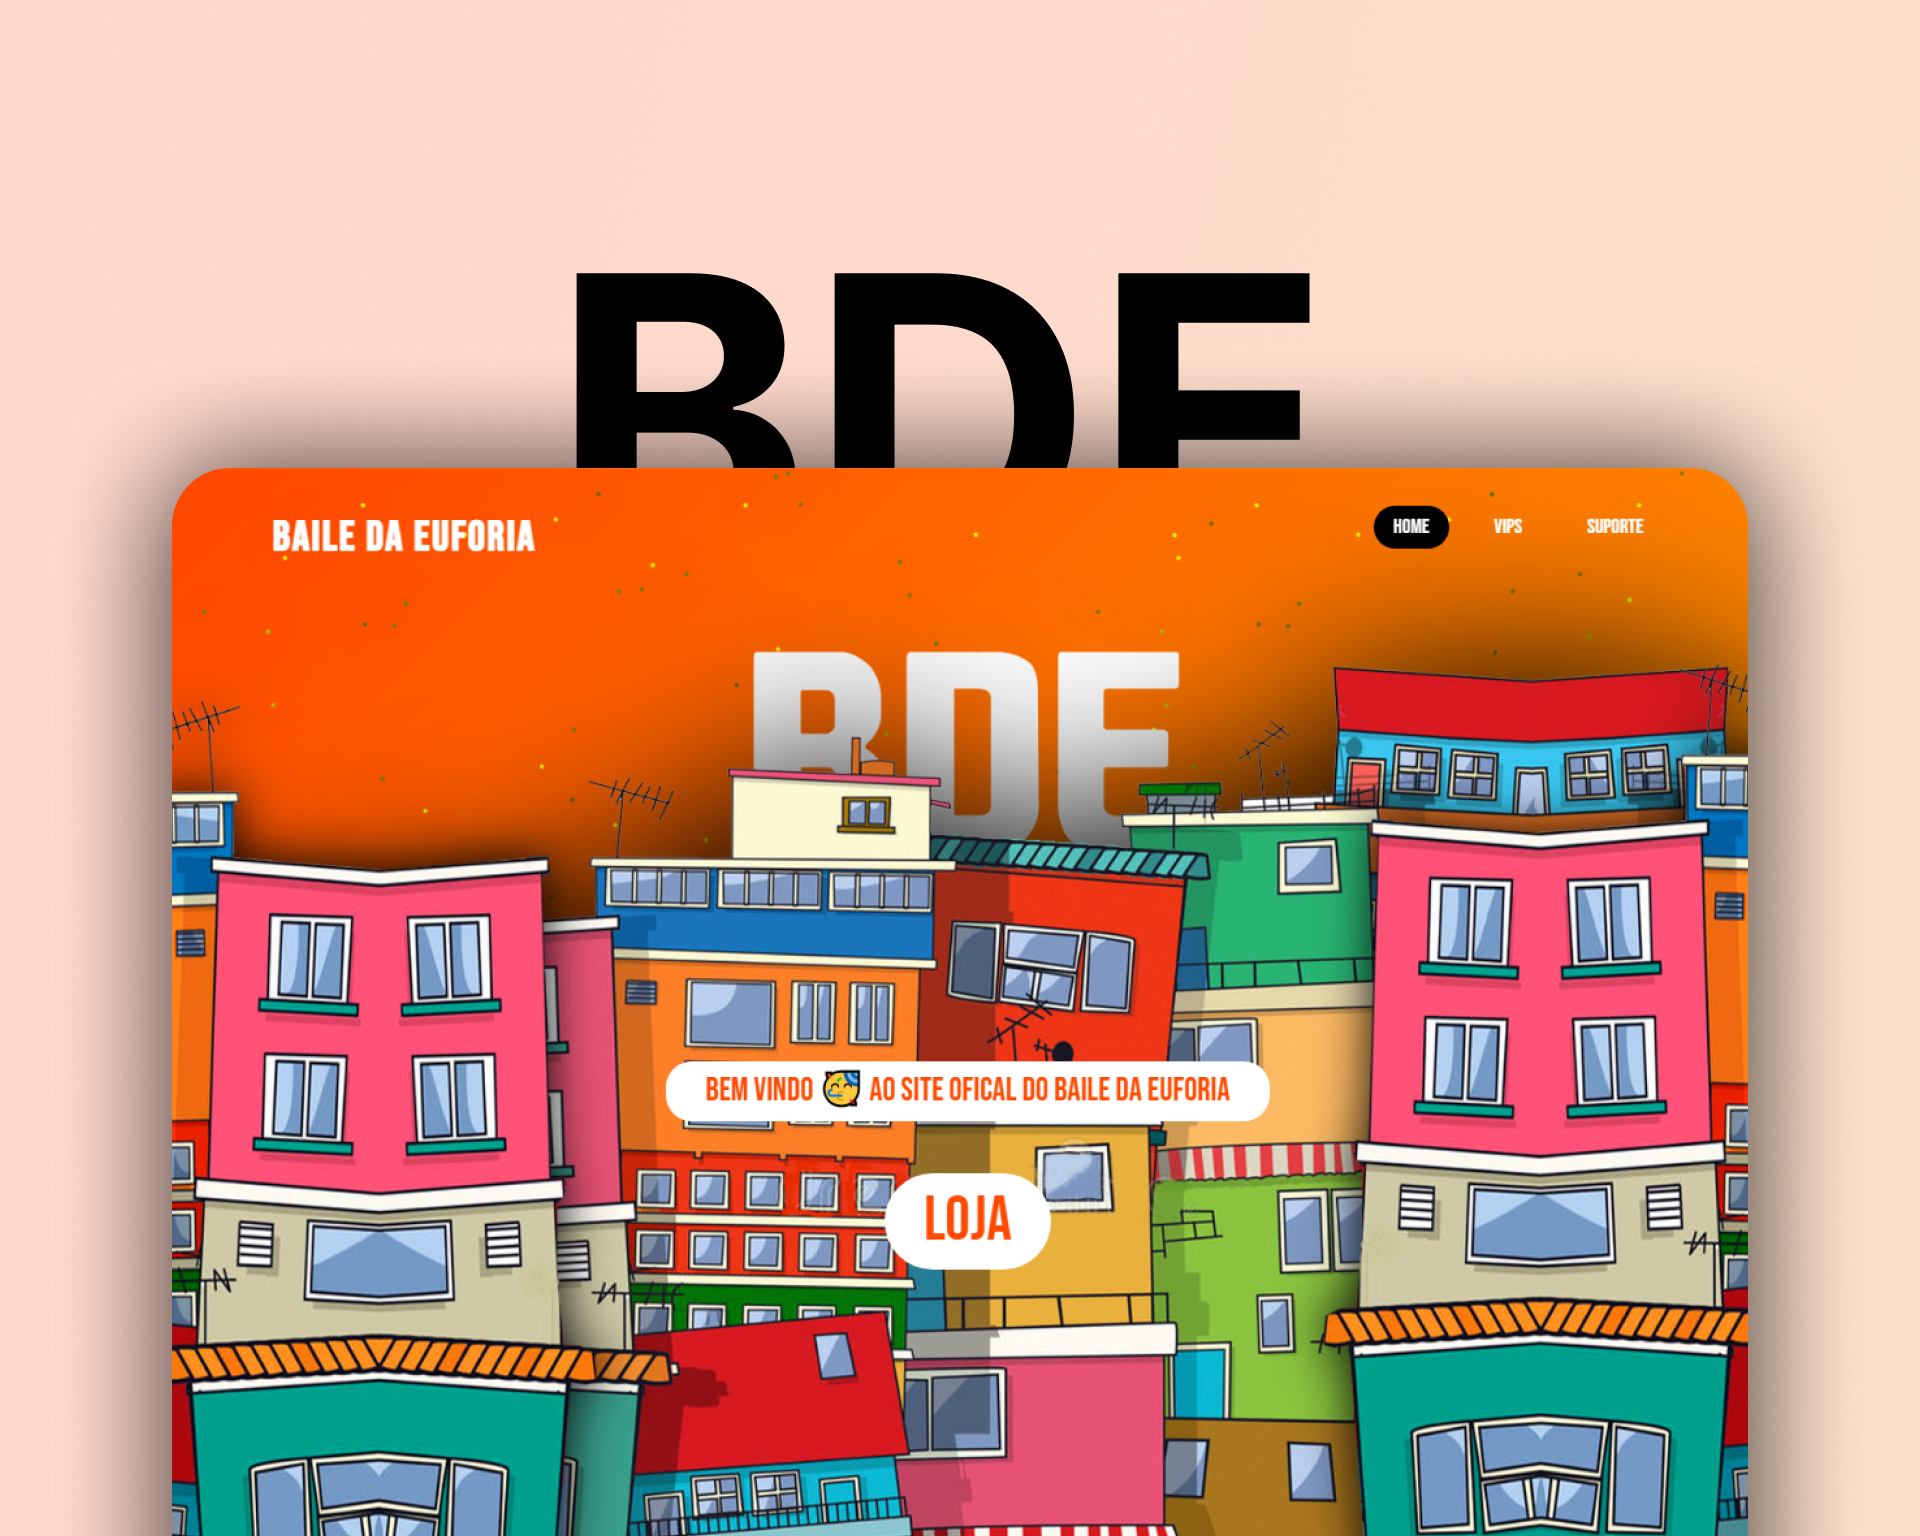 BDE
BAILE DA EUFORIA
HOME
VIPS
SUPORTE
BDE
BEM VINDO 🥳 AO SITE OFICAL DO BAILE DA EUFORIA
LOJA